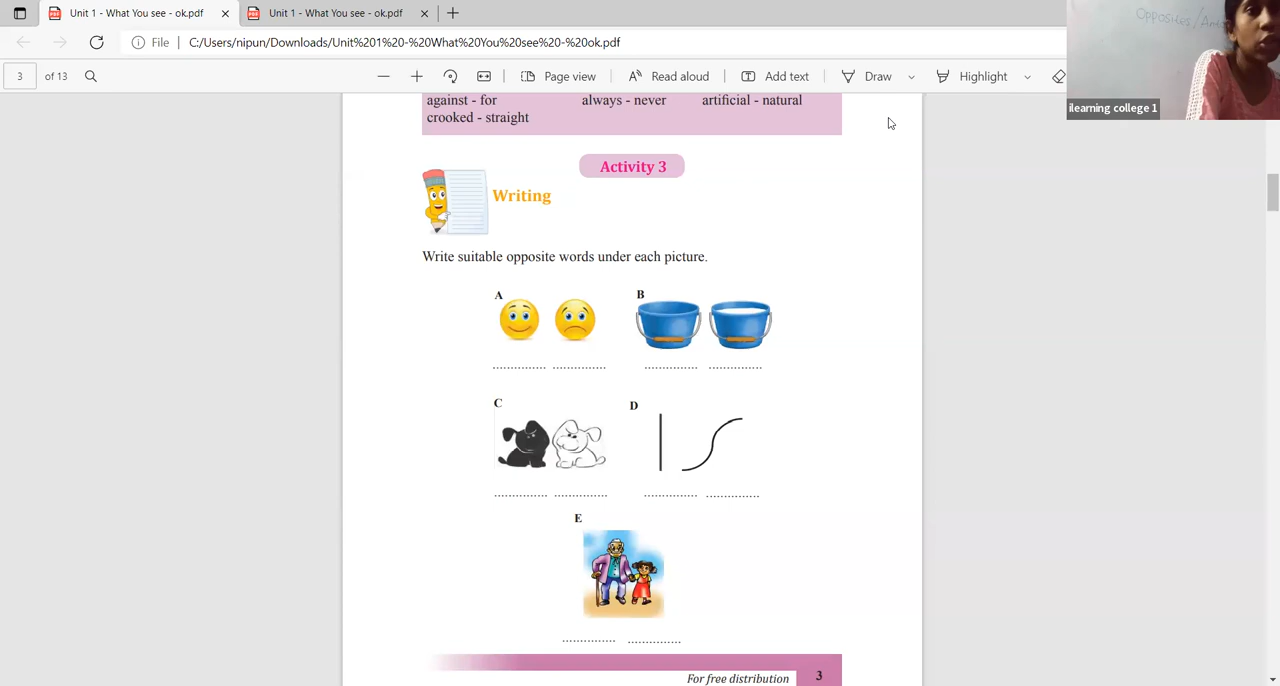 Unit 1 - What You see - ok.pdf
Unit 1 - What You see - ok.pdf
File C:/Users/nipun/Downloads/Unit%201%20-%20What%20You%20see%20-%20ok.pdf
3 of 13 Page view Read aloud Add text Draw Highlight
Opposites/
ilearning college 1
against - for always - never artificial - natural
crooked - straight
Activity 3
Writing
Write suitable opposite words under each picture.
A B
.............. .............. .............. ..............
C D
.............. .............. .............. ..............
E
.............. ..............
For free distribution 3